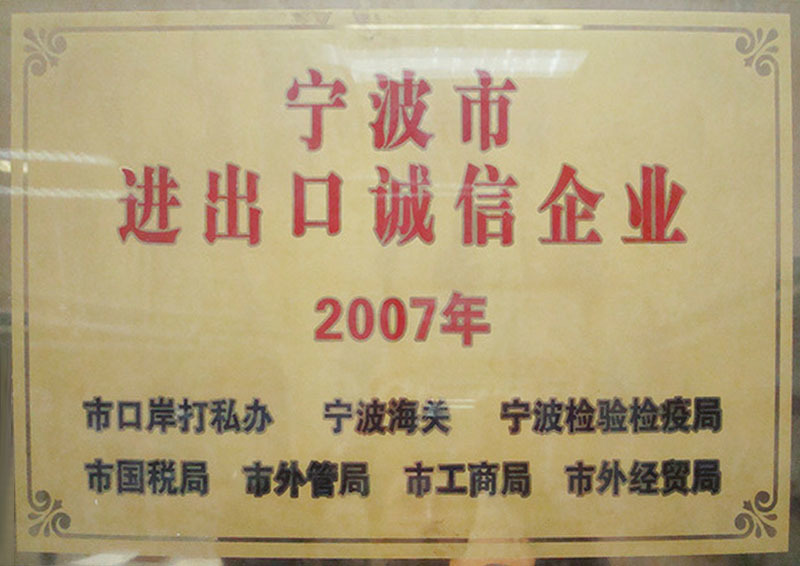 宁波市
进出口诚信企业
2007年
市口岸打私办 宁波海关 宁波检验检疫局
市国税局 市外管局 市工商局 市外经贸局